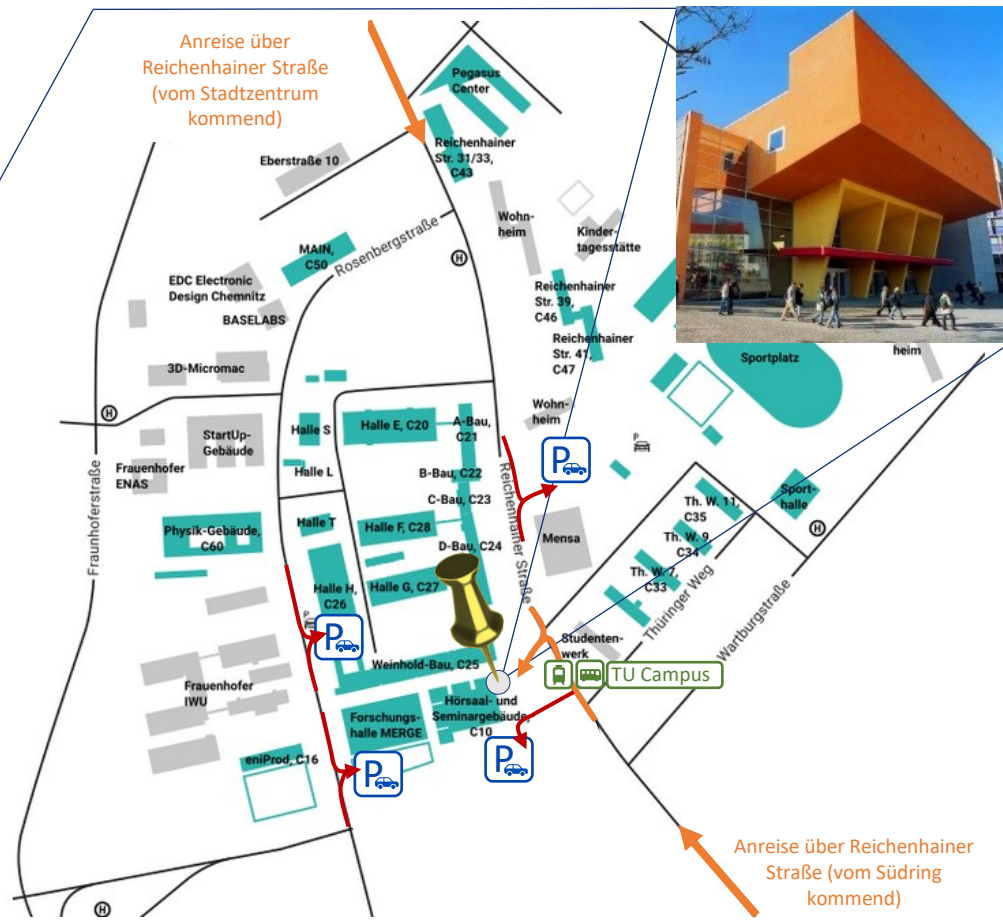 Anreise über
Reichenhainer Straße
(vom Stadtzentrum
kommend)
Pegasus
Center
Reichenhainer
Str. 31/33,
C43
Eberstraße 10
Wohn-
heim
Kinder-
tagesstätte
MAIN,
C50
Rosenbergstraße
H
EDC Electronic
Design Chemnitz
BASELABS
Reichenhainer
Str. 39,
C46
Reichenhainer
Str. 41,
C47
Sportplatz
heim
3D-Micromac
H
StartUp-
Gebäude
Halle S
Halle E, C20
A-Bau,
C21
Wohn-
heim
P
P
Frauenhofer
ENAS
Halle L
B-Bau, C22
C-Bau, C23
Reichenhainer Straße
Th. W. 11,
C35
Sport-
halle
H
Physik-Gebäude,
C60
Halle T
Halle F, C28
D-Bau, C24
Mensa
Th. W. 9
C34
Th. W. 7,
C33
Fraunhoferstraße
Halle H,
C26
Halle G, C27
Thüringer Weg
Wartburgstraße
P
P
Studenten-
werk
Weinhold-Bau, C25
TU Campus
Frauenhofer
IWU
Hörsaal- und
Seminargebäude,
C10
Forschungs-
halle MERGE
eniProd, C16
P
P
Anreise über Reichenhainer
Straße (vom Südring
kommend)
H